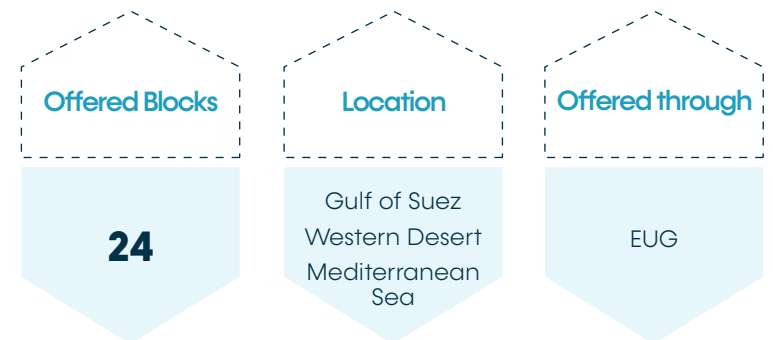 Offered Blocks
24
Location
Gulf of Suez
Western Desert
Mediterranean
Sea
Offered through
EUG